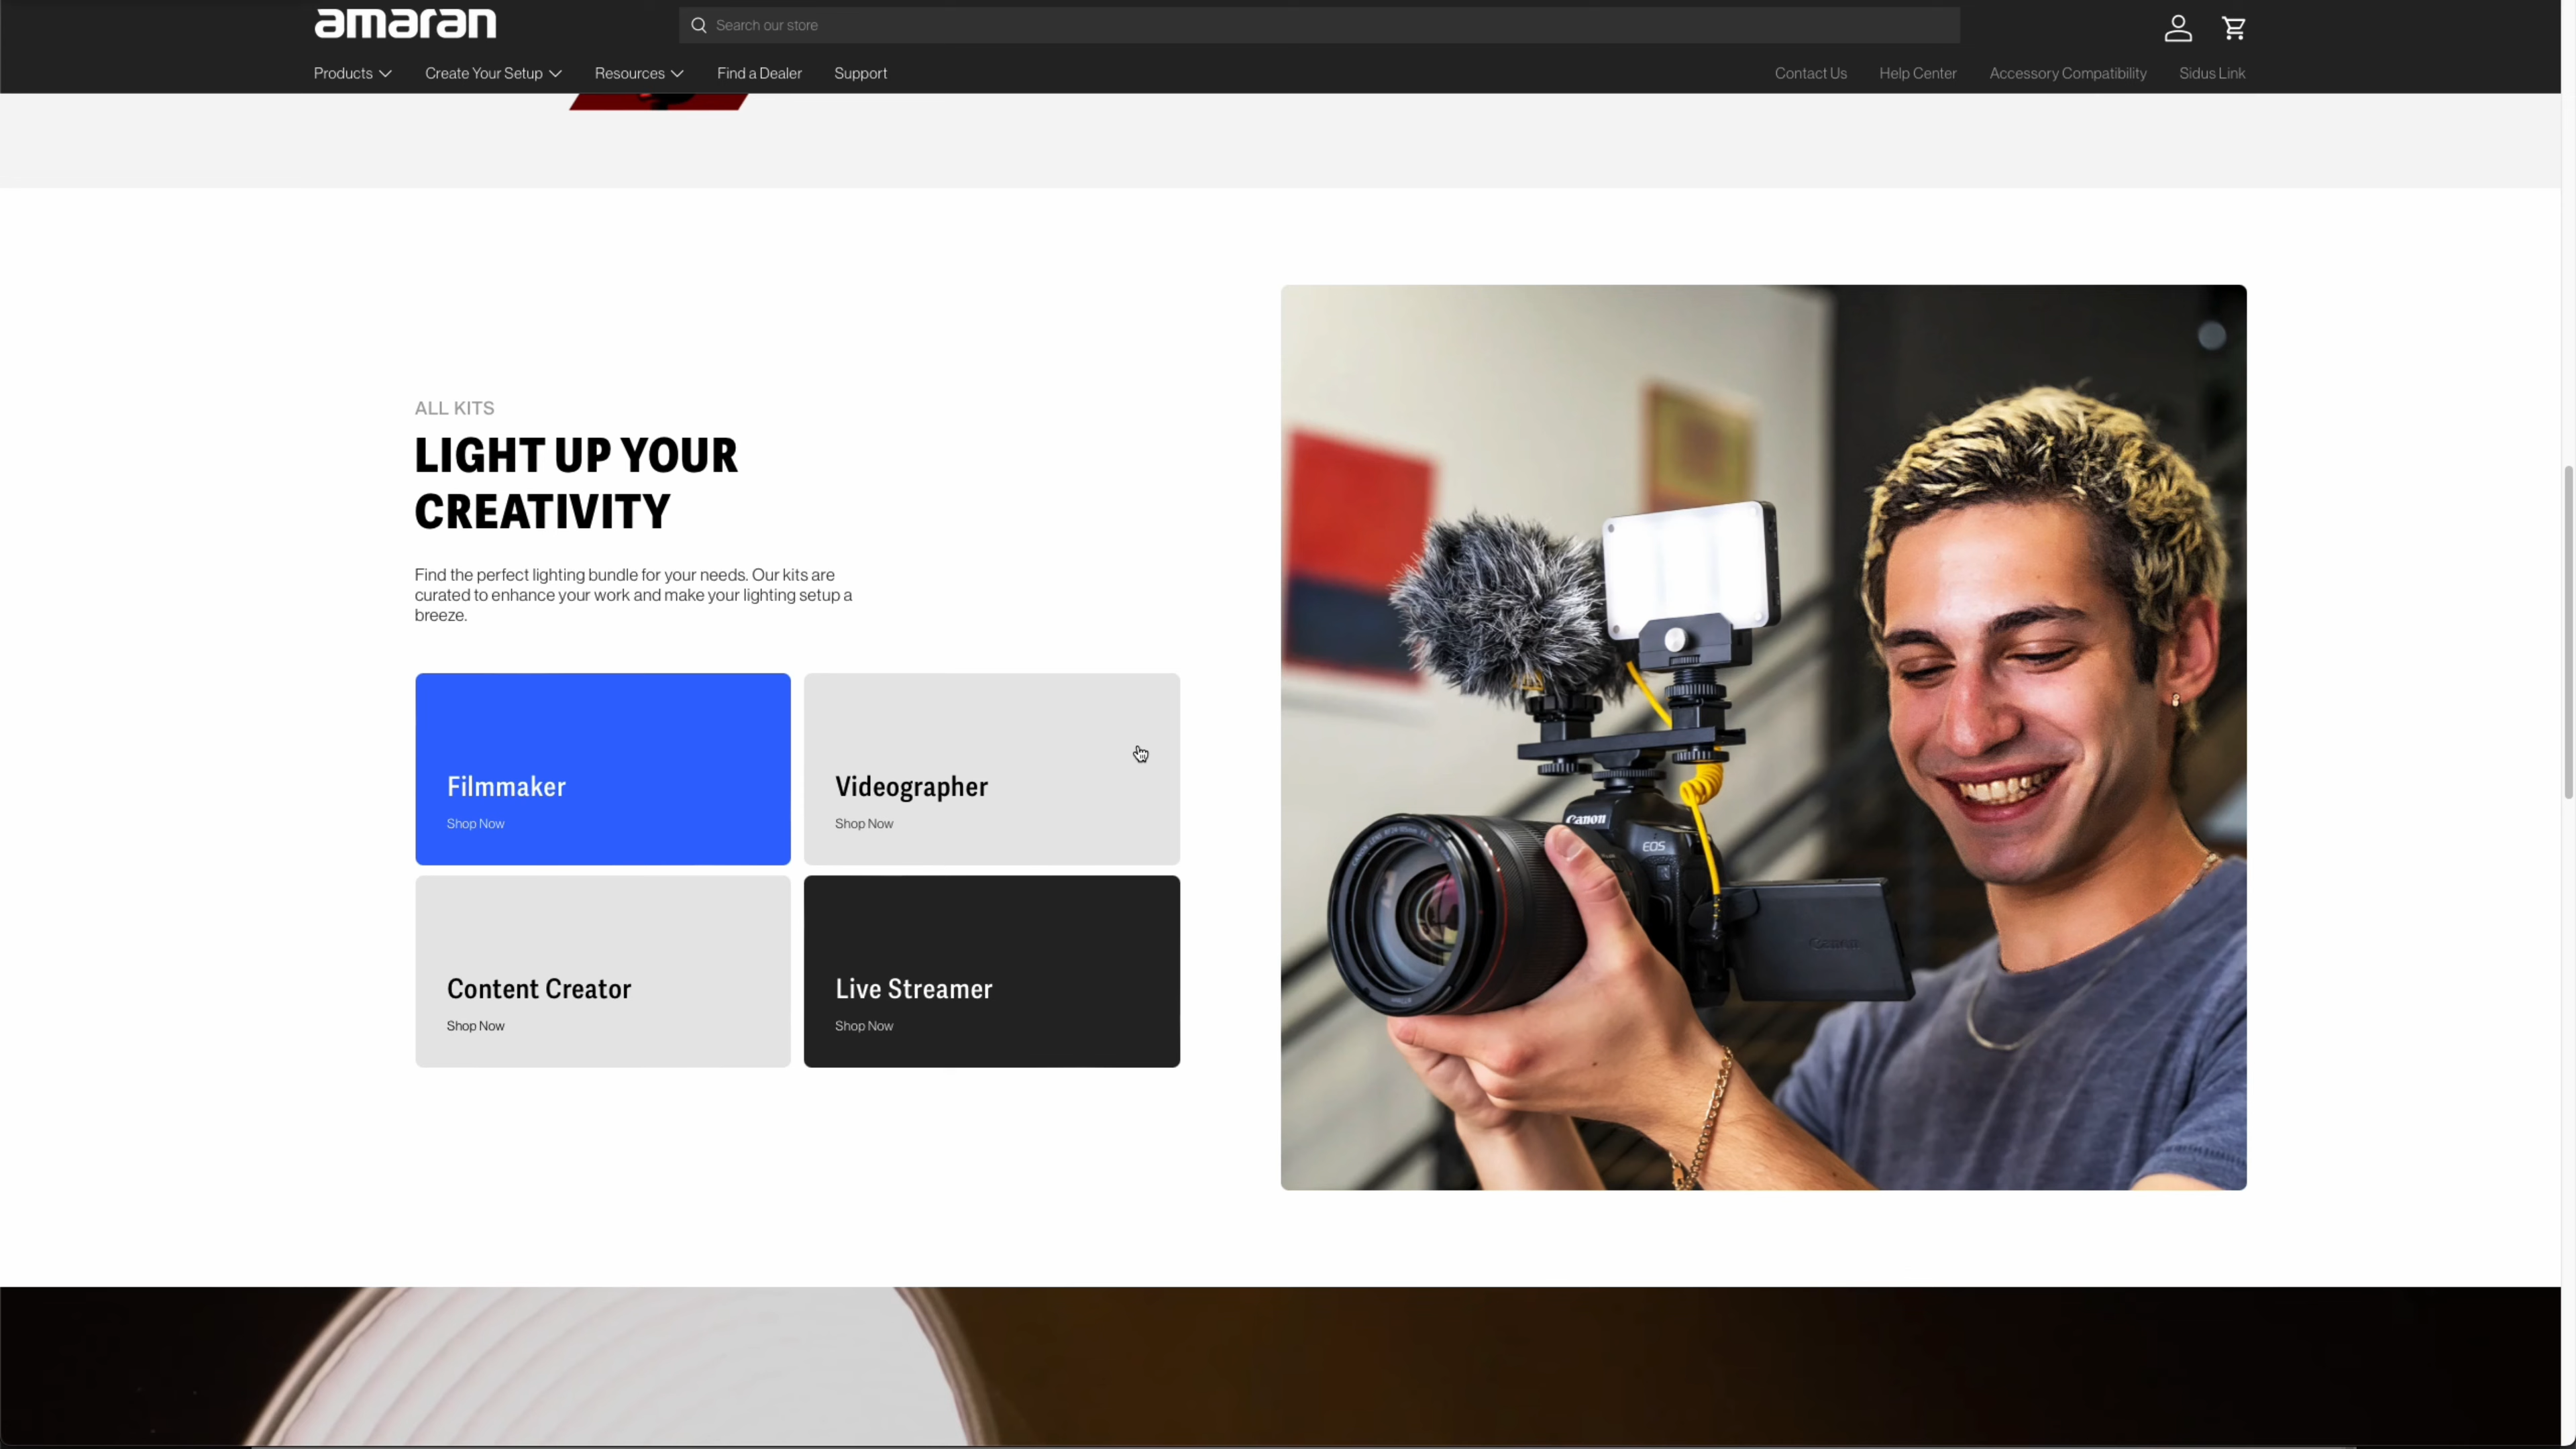 amaran
Search our store
Products
Create Your Setup
Resources
Find a Dealer
Support
Contact Us
Help Center
Accessory Compatibility
Sidus Link
ALL KITS
LIGHT UP YOUR
CREATIVITY
Find the perfect lighting bundle for your needs. Our kits are
curated to enhance your work and make your lighting setup a
breeze.
Filmmaker
Shop Now
Videographer
Shop Now
Content Creator
Shop Now
Live Streamer
Shop Now
Canon
EOS
Canon